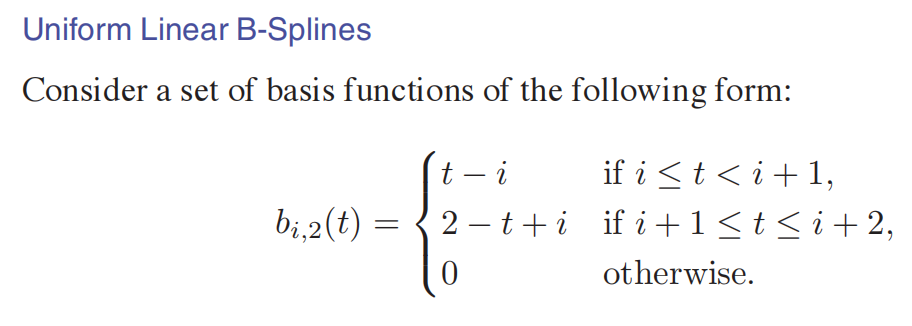 Uniform Linear B-Splines
Consider a set of basis functions of the following form:
t − i if i ≤ t < i + 1,
b_{i,2}(t) = { 2 − t + i if i + 1 ≤ t ≤ i + 2,
0 otherwise.